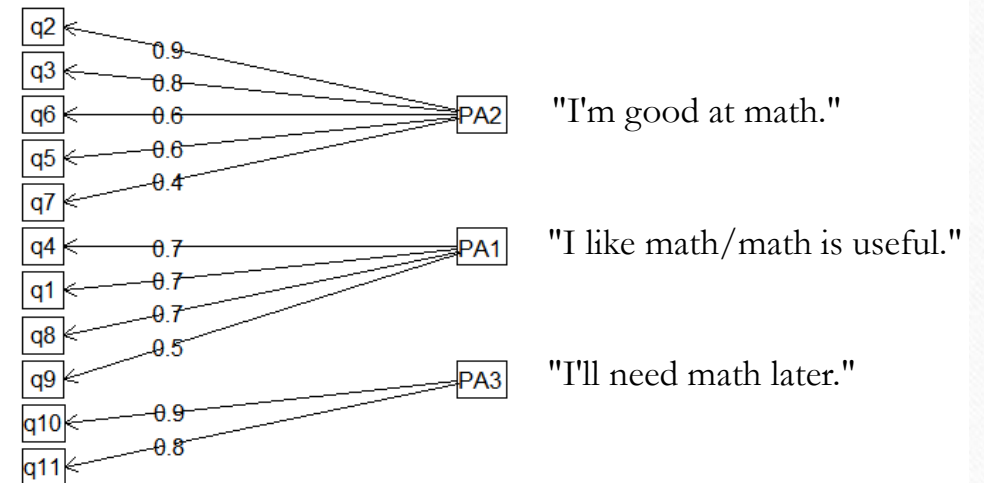 q2
0.9
q3
0.8
q6
0.6
PA2
"I'm good at math."
q5
0.6
q7
0.4
q4
0.7
PA1
"I like math/math is useful."
q1
0.7
q8
0.7
q9
0.5
PA3
"I'll need math later."
q10
0.9
q11
0.8